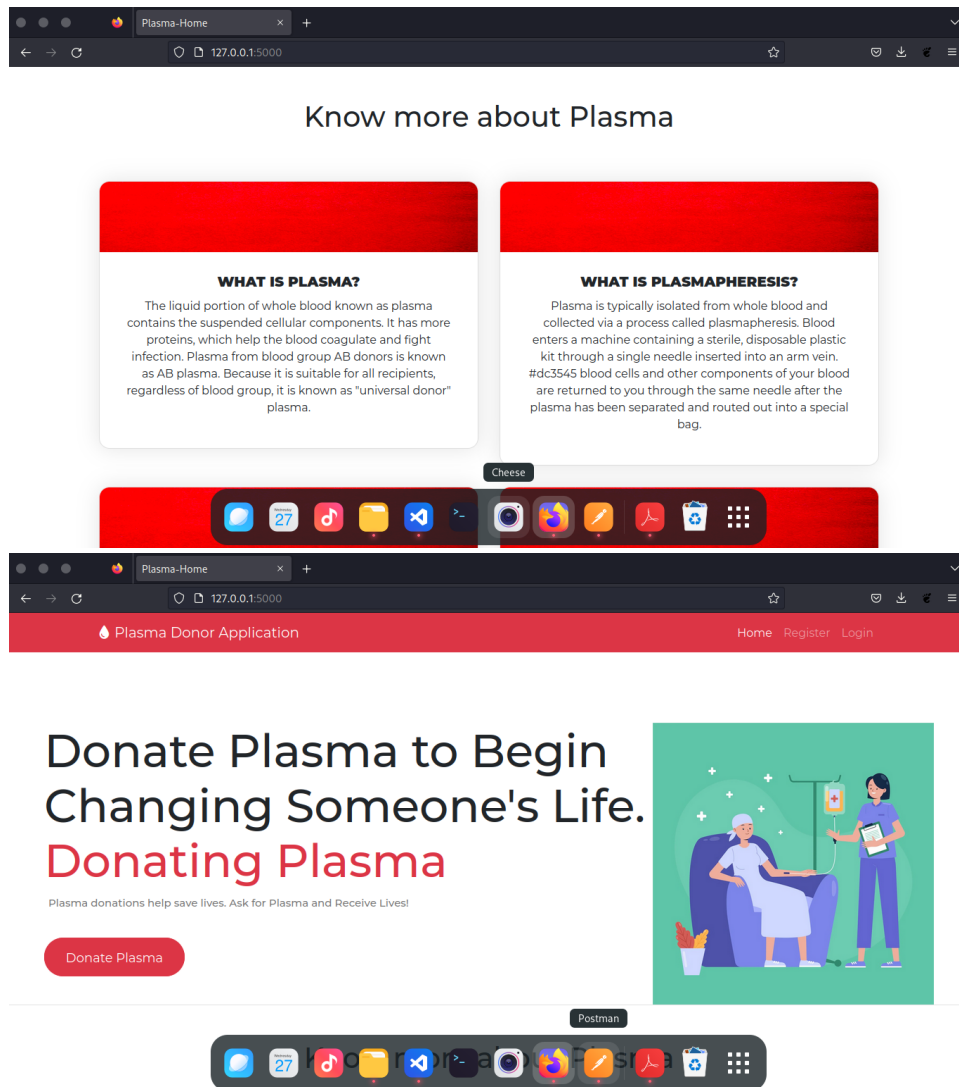 Plasma-Home
127.0.0.1:5000
Know more about Plasma
WHAT IS PLASMA?
The liquid portion of whole blood known as plasma
contains the suspended cellular components. It has more
proteins, which help the blood coagulate and fight
infection. Plasma from blood group AB donors is known
as AB plasma. Because it is suitable for all recipients,
regardless of blood group, it is known as "universal donor"
plasma.
WHAT IS PLASMAPHERESIS?
Plasma is typically isolated from whole blood and
collected via a process called plasmapheresis. Blood
enters a machine containing a sterile, disposable plastic
kit through a single needle inserted into an arm vein.
#dc3545 blood cells and other components of your blood
are returned to you through the same needle after the
plasma has been separated and routed out into a special
bag.
Cheese
Wednesday
27
Plasma-Home
127.0.0.1:5000
Plasma Donor Application
Home Register Login
Donate Plasma to Begin
Changing Someone's Life.
Donating Plasma
Plasma donations help save lives. Ask for Plasma and Receive Lives!
Donate Plasma
Postman
Know more about Plasma
Wednesday
27